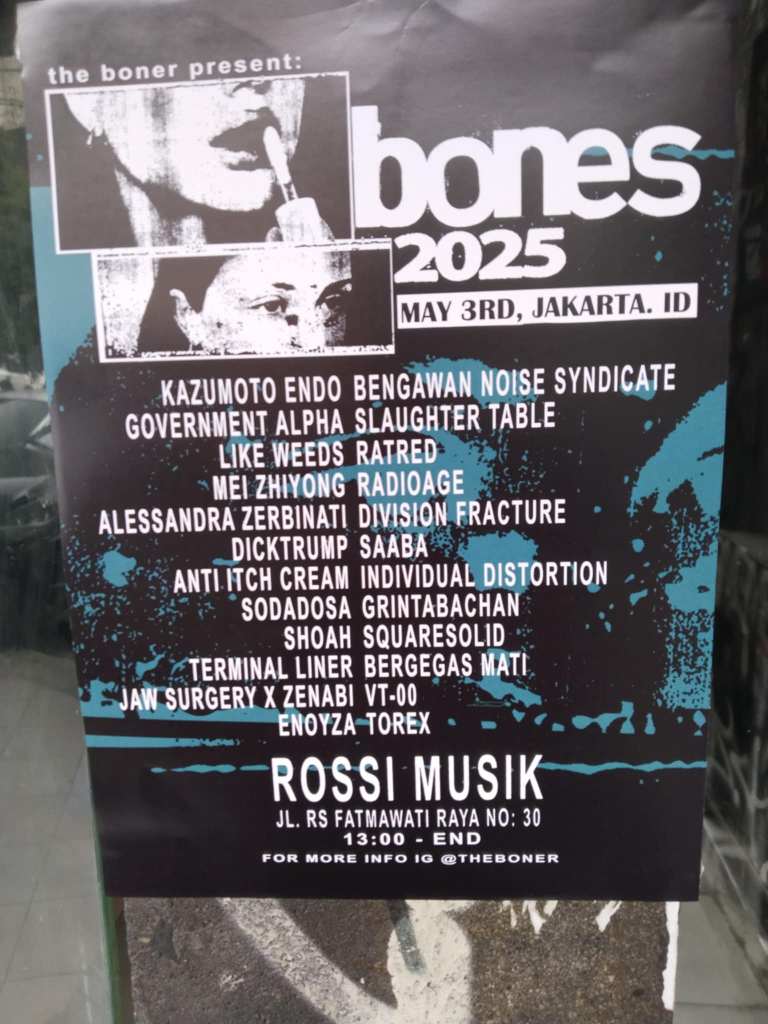 the boner present:
bones
2025
MAY 3RD, JAKARTA. ID
KAZUMOTO ENDO BENGAWAN NOISE SYNDICATE
GOVERNMENT ALPHA SLAUGHTER TABLE
LIKE WEEDS RATRED
MEI ZHIYONG RADIOAGE
ALESSANDRA ZERBINATI DIVISION FRACTURE
DICKTRUMP SAABA
ANTI ITCH CREAM INDIVIDUAL DISTORTION
SODADOSA GRINTABACHAN
SHOAH SQUARESOLID
TERMINAL LINER BERGEGAS MATI
JAW SURGERY X ZENABI VT-00
ENOYZA TOREX
ROSSI MUSIK
JL. RS FATMAWATI RAYA NO: 30
13:00 - END
FOR MORE INFO IG @THEBONER